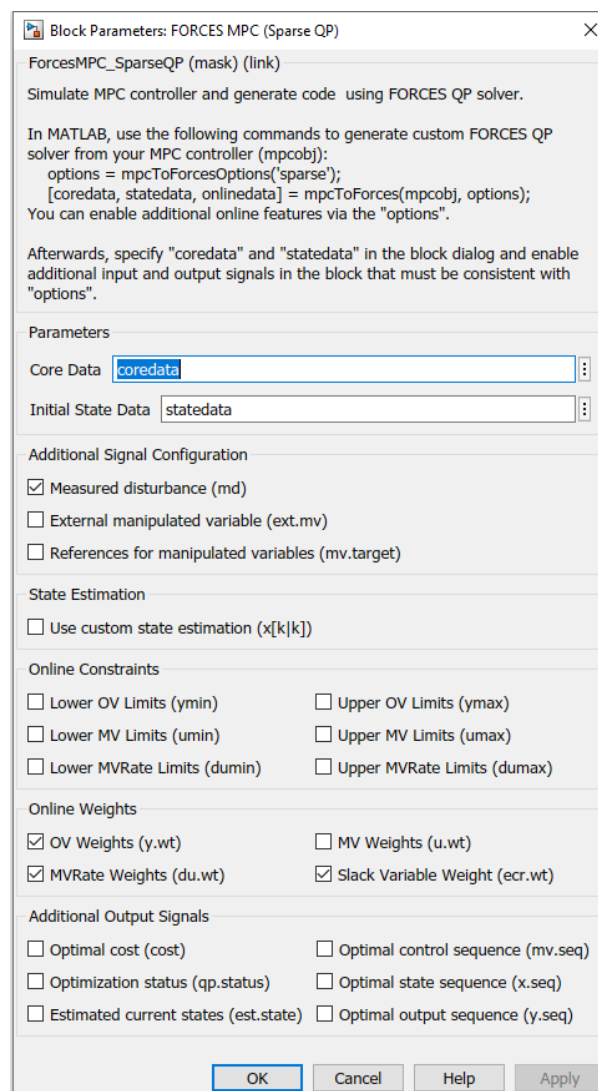 Block Parameters: FORCES MPC (Sparse QP)
ForcesMPC_SparseQP (mask) (link)
Simulate MPC controller and generate code  using FORCES QP solver.
In MATLAB, use the following commands to generate custom FORCES QP
solver from your MPC controller (mpcobj):
options = mpcToForcesOptions('sparse');
[coredata, statedata, onlinedata] = mpcToForces(mpcobj, options);
You can enable additional online features via the "options".
Afterwards, specify "coredata" and "statedata" in the block dialog and enable
additional input and output signals in the block that must be consistent with
"options".
Parameters
Core Data coredata
Initial State Data statedata
Additional Signal Configuration
Measured disturbance (md)
External manipulated variable (ext.mv)
References for manipulated variables (mv.target)
State Estimation
Use custom state estimation (x[k|k])
Online Constraints
Lower OV Limits (ymin) Upper OV Limits (ymax)
Lower MV Limits (umin) Upper MV Limits (umax)
Lower MVRate Limits (dumin) Upper MVRate Limits (dumax)
Online Weights
OV Weights (y.wt) MV Weights (u.wt)
MVRate Weights (du.wt) Slack Variable Weight (ecr.wt)
Additional Output Signals
Optimal cost (cost) Optimal control sequence (mv.seq)
Optimization status (qp.status) Optimal state sequence (x.seq)
Estimated current states (est.state) Optimal output sequence (y.seq)
OK Cancel Help Apply